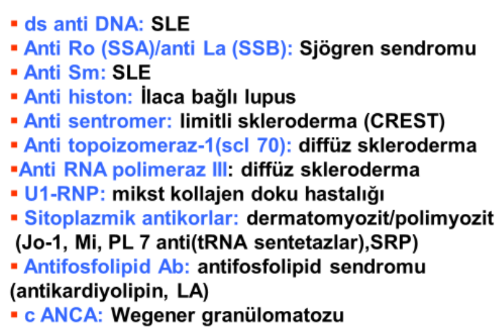 ▪ ds anti DNA: SLE
▪ Anti Ro (SSA)/anti La (SSB): Sjögren sendromu
▪ Anti Sm: SLE
▪ Anti histon: İlaca bağlı lupus
▪ Anti sentromer: limitli skleroderma (CREST)
▪ Anti topoizomeraz-1(scl 70): diffüz skleroderma
▪Anti RNA polimeraz III: diffüz skleroderma
▪ U1-RNP: mikst kollajen doku hastalığı
▪ Sitoplazmik antikorlar: dermatomyozit/polimyozit
(Jo-1, Mi, PL 7 anti(tRNA sentetazlar),SRP)
▪ Antifosfolipid Ab: antifosfolipid sendromu
(antikardiyolipin, LA)
▪ c ANCA: Wegener granülomatozu